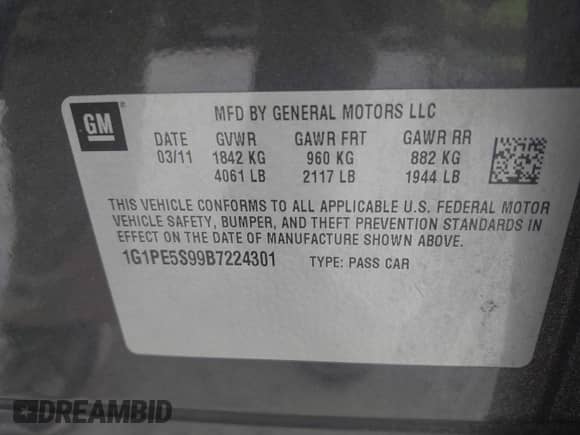 GM
®
MFD BY GENERAL MOTORS LLC
DATE GVWR GAWR FRT GAWR RR
03/11 1842 KG 960 KG 882 KG
4061 LB 2117 LB 1944 LB
THIS VEHICLE CONFORMS TO ALL APPLICABLE U.S. FEDERAL MOTOR
VEHICLE SAFETY, BUMPER, AND THEFT PREVENTION STANDARDS IN
EFFECT ON THE DATE OF MANUFACTURE SHOWN ABOVE.
1G1PE5S99B7224301 TYPE: PASS CAR
DREAMBID